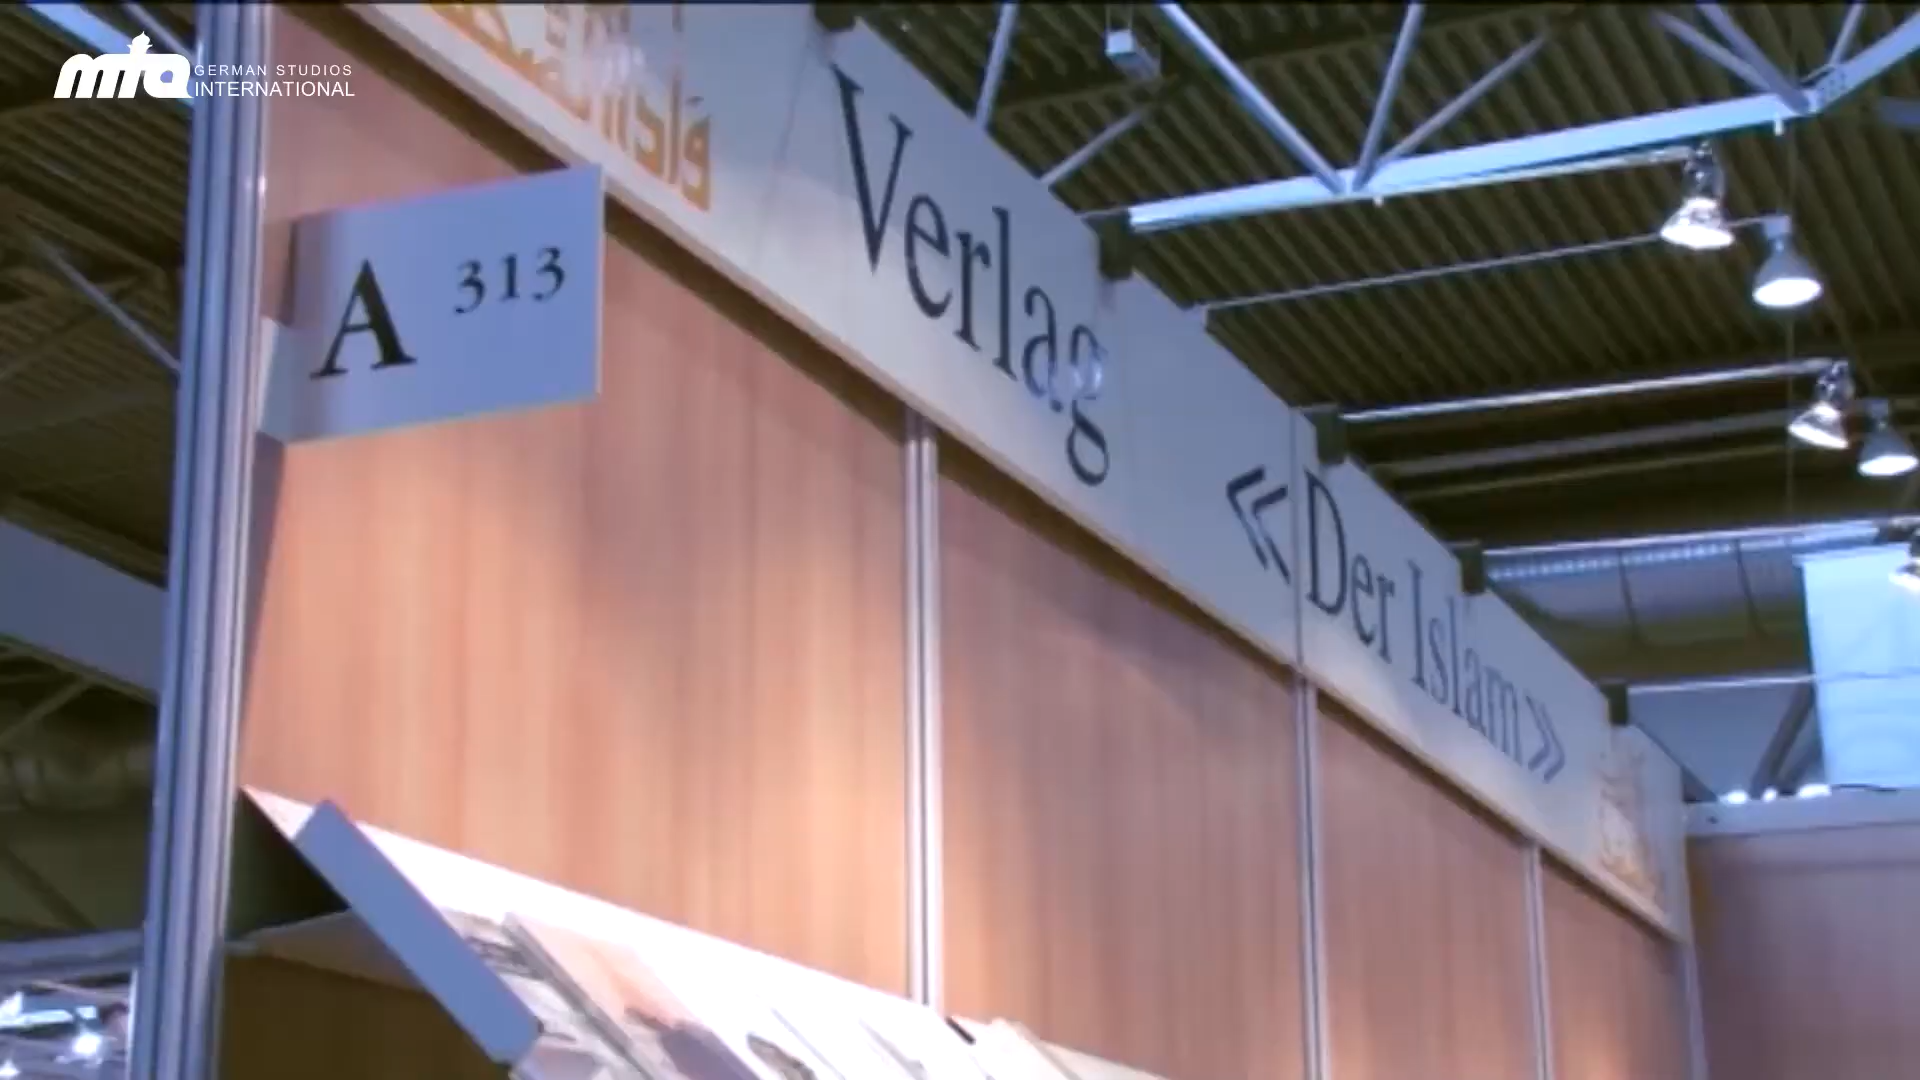 mta GERMAN STUDIOS
INTERNATIONAL
A 313
Verlag «Der Islam»